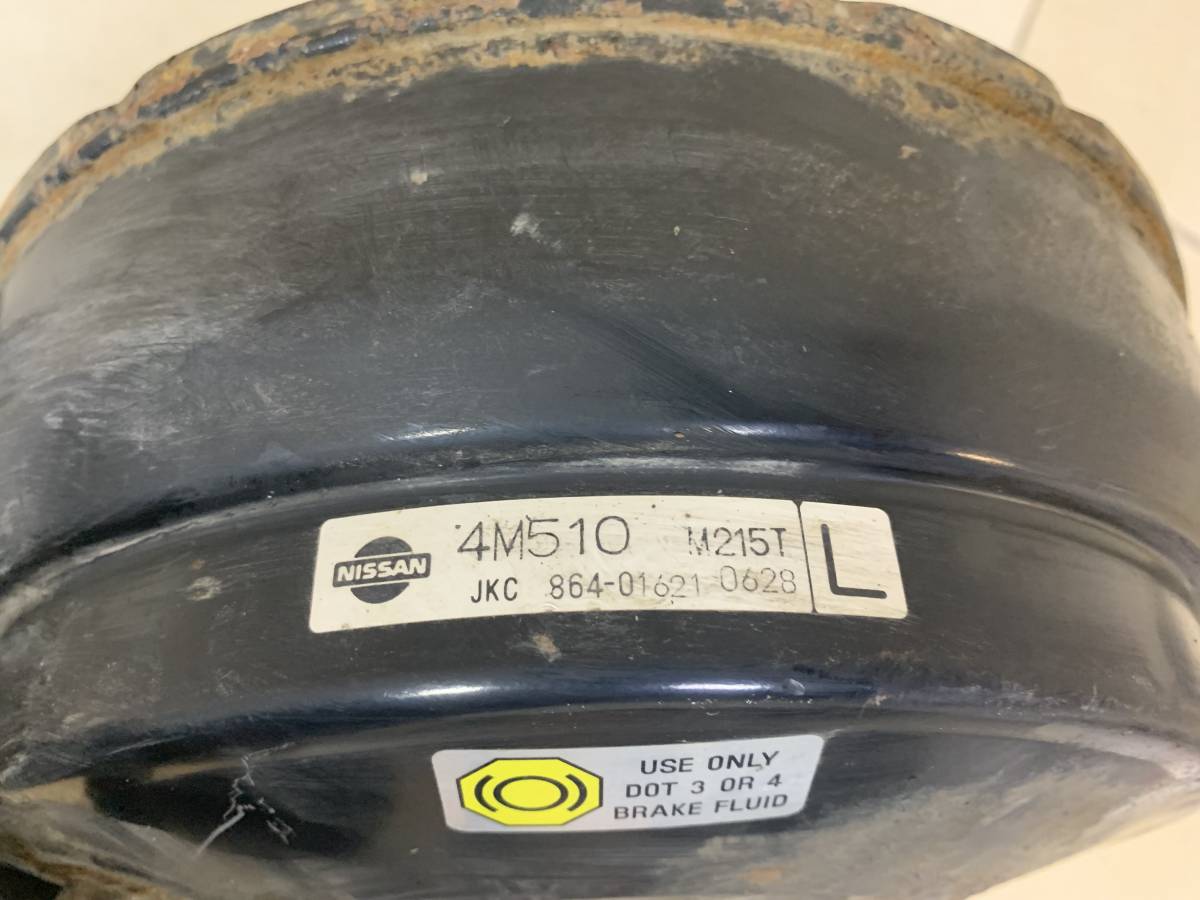 NISSAN
4M510 M215T
JKC 864-01621 0628
L
USE ONLY
DOT 3 OR 4
BRAKE FLUID